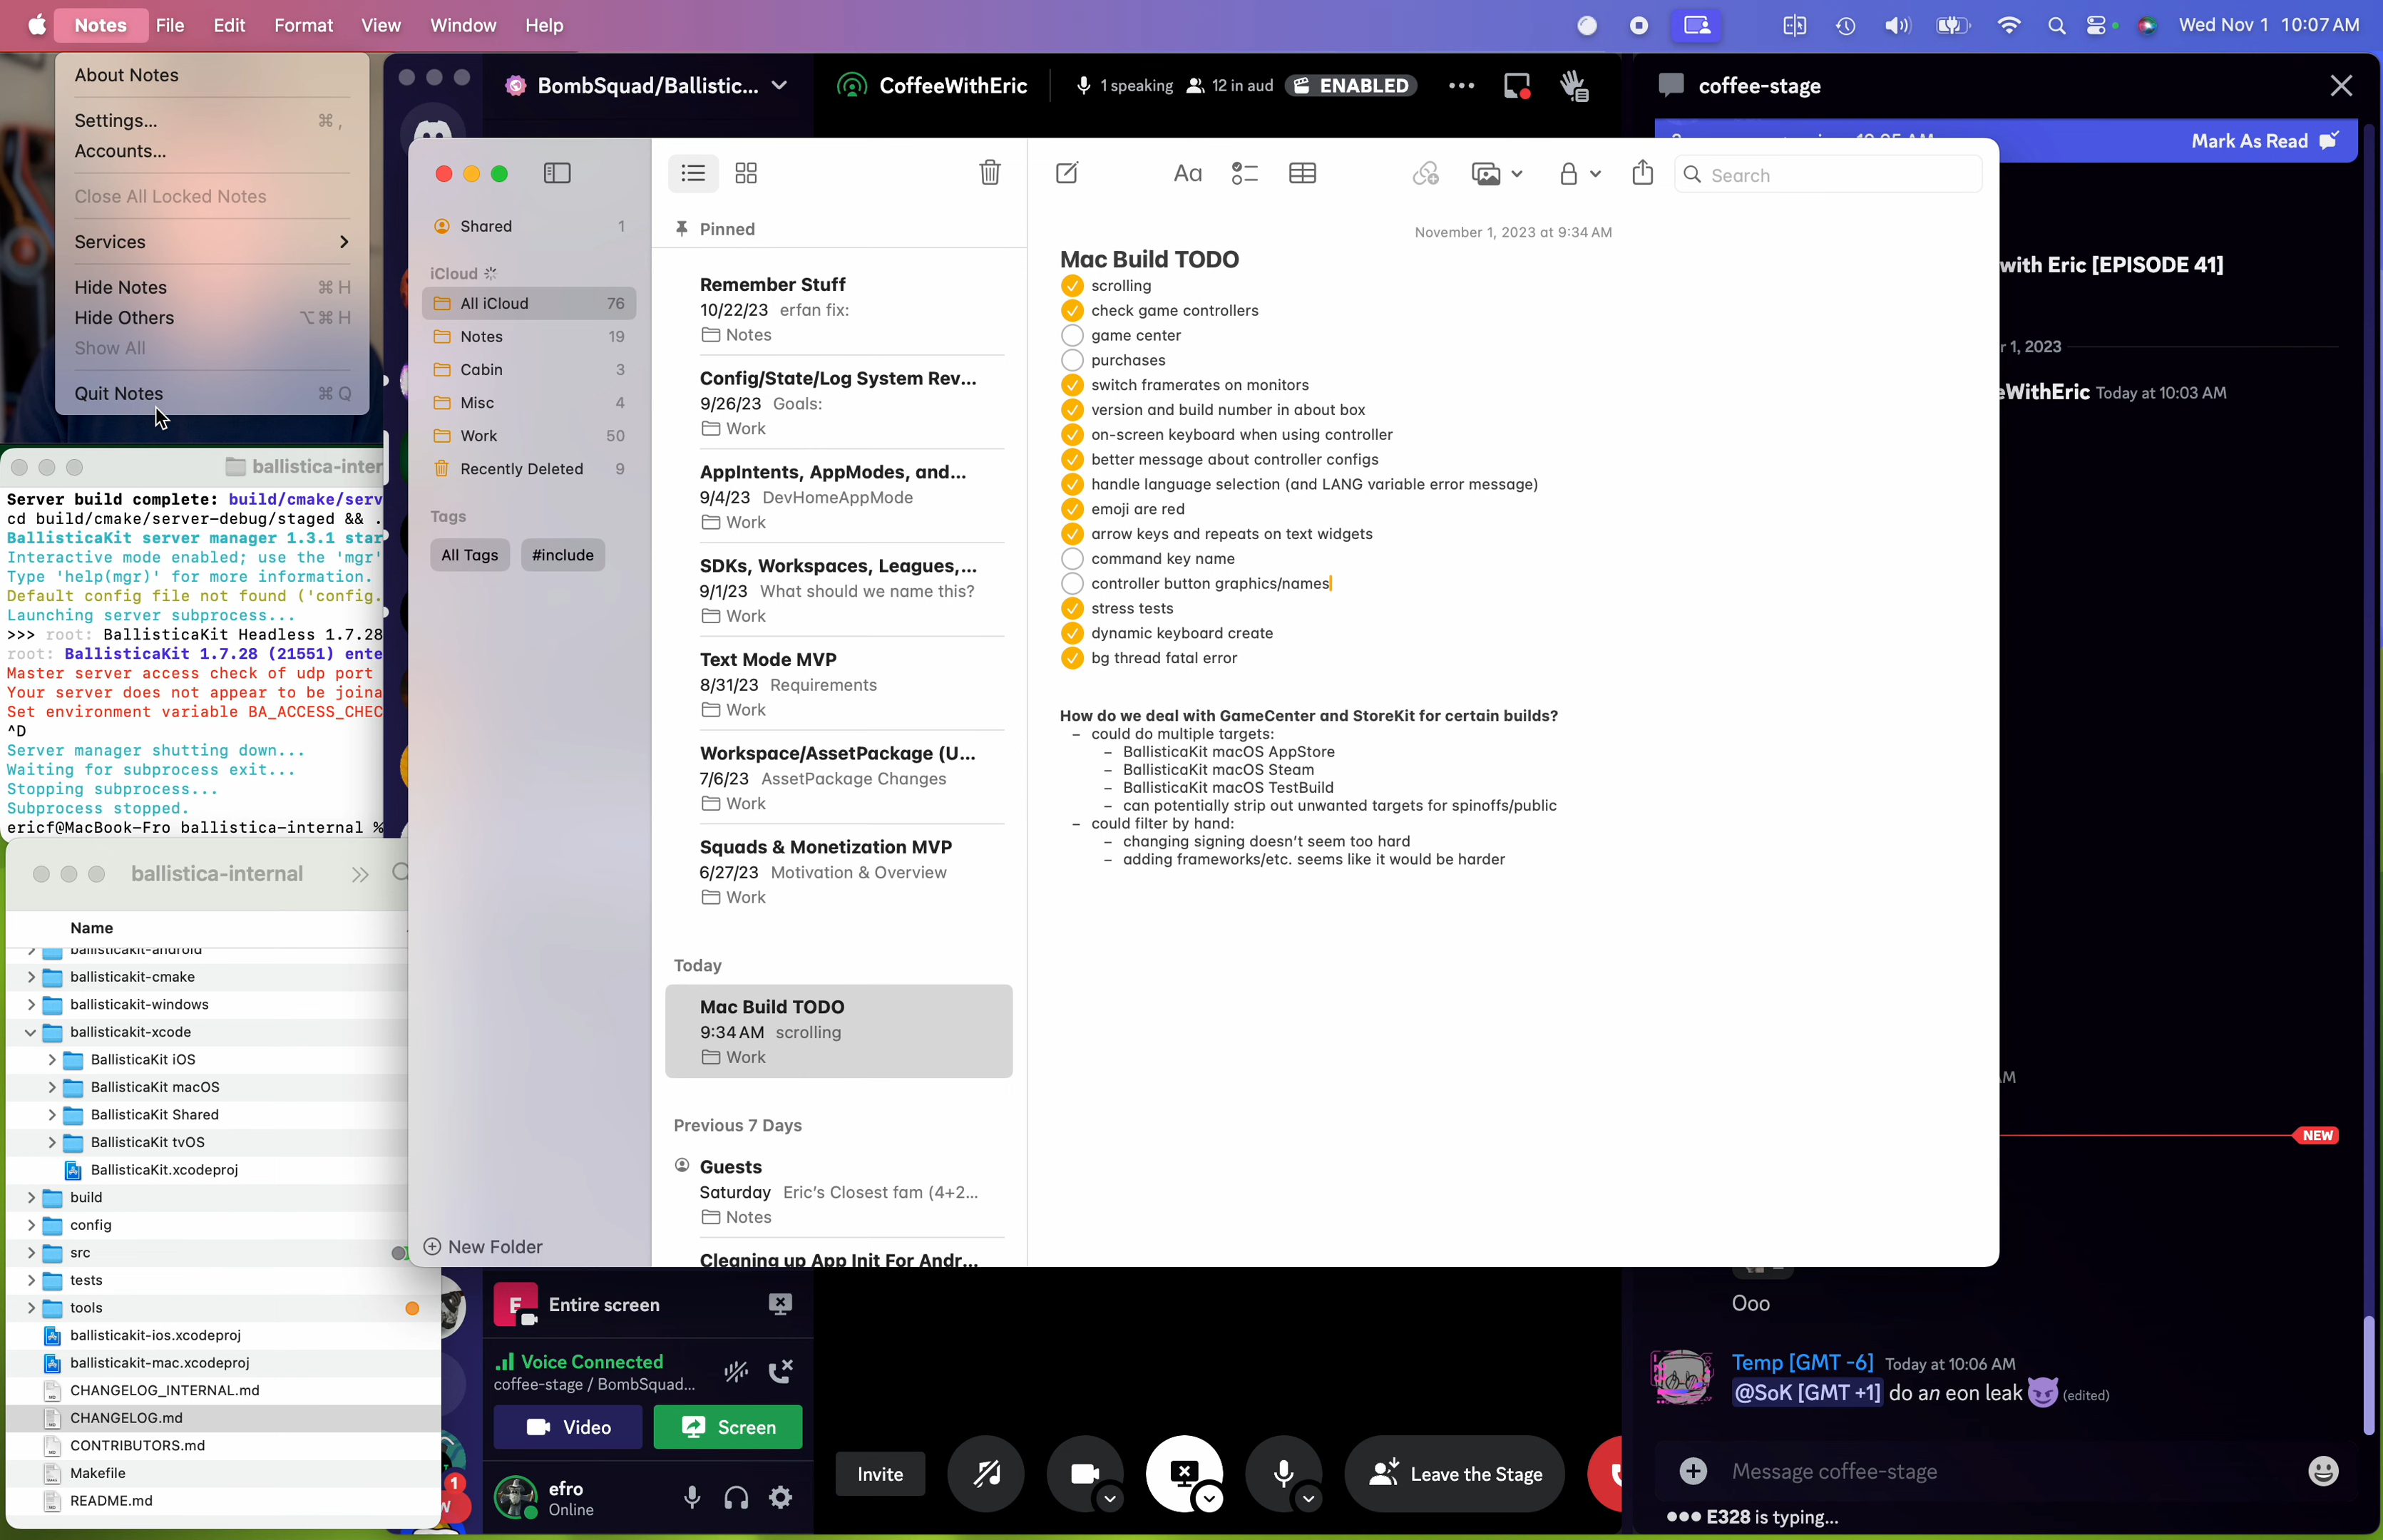 Notes File Edit Format View Window Help
Wed Nov 1 10:07 AM
About Notes
Settings... ⌘ ,
Accounts...
Close All Locked Notes
Services
Hide Notes ⌘ H
Hide Others ⌥ ⌘ H
Show All
Quit Notes ⌘ Q
BombSquad/Ballistic...
CoffeeWithEric
1 speaking 12 in aud ENABLED
coffee-stage
Mark As Read
with Eric [EPISODE 41]
r 1, 2023
eWithEric Today at 10:03 AM
NEW
Ooo
Temp [GMT -6] Today at 10:06 AM
@SoK [GMT +1] do an eon leak (edited)
Message coffee-stage
E328 is typing...
ballistica-inter
Server build complete: build/cmake/serv
cd build/cmake/server-debug/staged && .
BallisticaKit server manager 1.3.1 star
Interactive mode enabled; use the 'mgr'
Type 'help(mgr)' for more information.
Default config file not found ('config.
Launching server subprocess...
>>> root: BallisticaKit Headless 1.7.28
root: BallisticaKit 1.7.28 (21551) ente
Master server access check of udp port
Your server does not appear to be joina
Set environment variable BA_ACCESS_CHEC
^D
Server manager shutting down...
Waiting for subprocess exit...
Stopping subprocess...
Subprocess stopped.
ericf@MacBook-Fro ballistica-internal %
ballistica-internal
Name
ballisticakit-android
ballisticakit-cmake
ballisticakit-windows
ballisticakit-xcode
BallisticaKit iOS
BallisticaKit macOS
BallisticaKit Shared
BallisticaKit tvOS
BallisticaKit.xcodeproj
build
config
src
tests
tools
ballisticakit-ios.xcodeproj
ballisticakit-mac.xcodeproj
CHANGELOG_INTERNAL.md
CHANGELOG.md
CONTRIBUTORS.md
Makefile
README.md
Shared 1
iCloud
All iCloud 76
Notes 19
Cabin 3
Misc 4
Work 50
Recently Deleted 9
Tags
All Tags #include
New Folder
Pinned
Remember Stuff
10/22/23 erfan fix:
Notes
Config/State/Log System Rev...
9/26/23 Goals:
Work
AppIntents, AppModes, and...
9/4/23 DevHomeAppMode
Work
SDKs, Workspaces, Leagues,...
9/1/23 What should we name this?
Work
Text Mode MVP
8/31/23 Requirements
Work
Workspace/AssetPackage (U...
7/6/23 AssetPackage Changes
Work
Squads & Monetization MVP
6/27/23 Motivation & Overview
Work
Today
Mac Build TODO
9:34 AM scrolling
Work
Previous 7 Days
Guests
Saturday Eric's Closest fam (4+2...
Notes
Cleaning up App Init For Andr...
Aa
Search
November 1, 2023 at 9:34 AM
Mac Build TODO
scrolling
check game controllers
game center
purchases
switch framerates on monitors
version and build number in about box
on-screen keyboard when using controller
better message about controller configs
handle language selection (and LANG variable error message)
emoji are red
arrow keys and repeats on text widgets
command key name
controller button graphics/names
stress tests
dynamic keyboard create
bg thread fatal error
How do we deal with GameCenter and StoreKit for certain builds?
- could do multiple targets:
- BallisticaKit macOS AppStore
- BallisticaKit macOS Steam
- BallisticaKit macOS TestBuild
- can potentially strip out unwanted targets for spinoffs/public
- could filter by hand:
- changing signing doesn't seem too hard
- adding frameworks/etc. seems like it would be harder
E Entire screen
Voice Connected
coffee-stage / BombSquad...
Video Screen
efro
Online
1
Invite
Leave the Stage